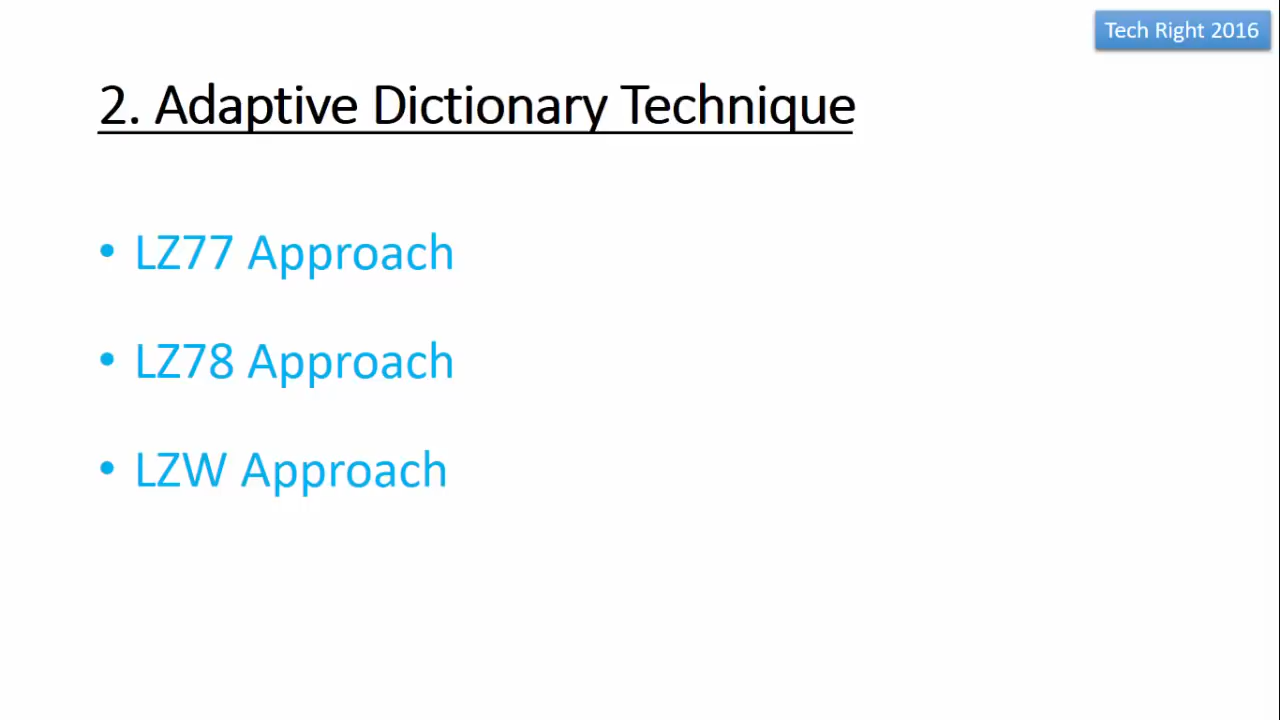 Tech Right 2016
2. Adaptive Dictionary Technique
• LZ77 Approach
• LZ78 Approach
• LZW Approach